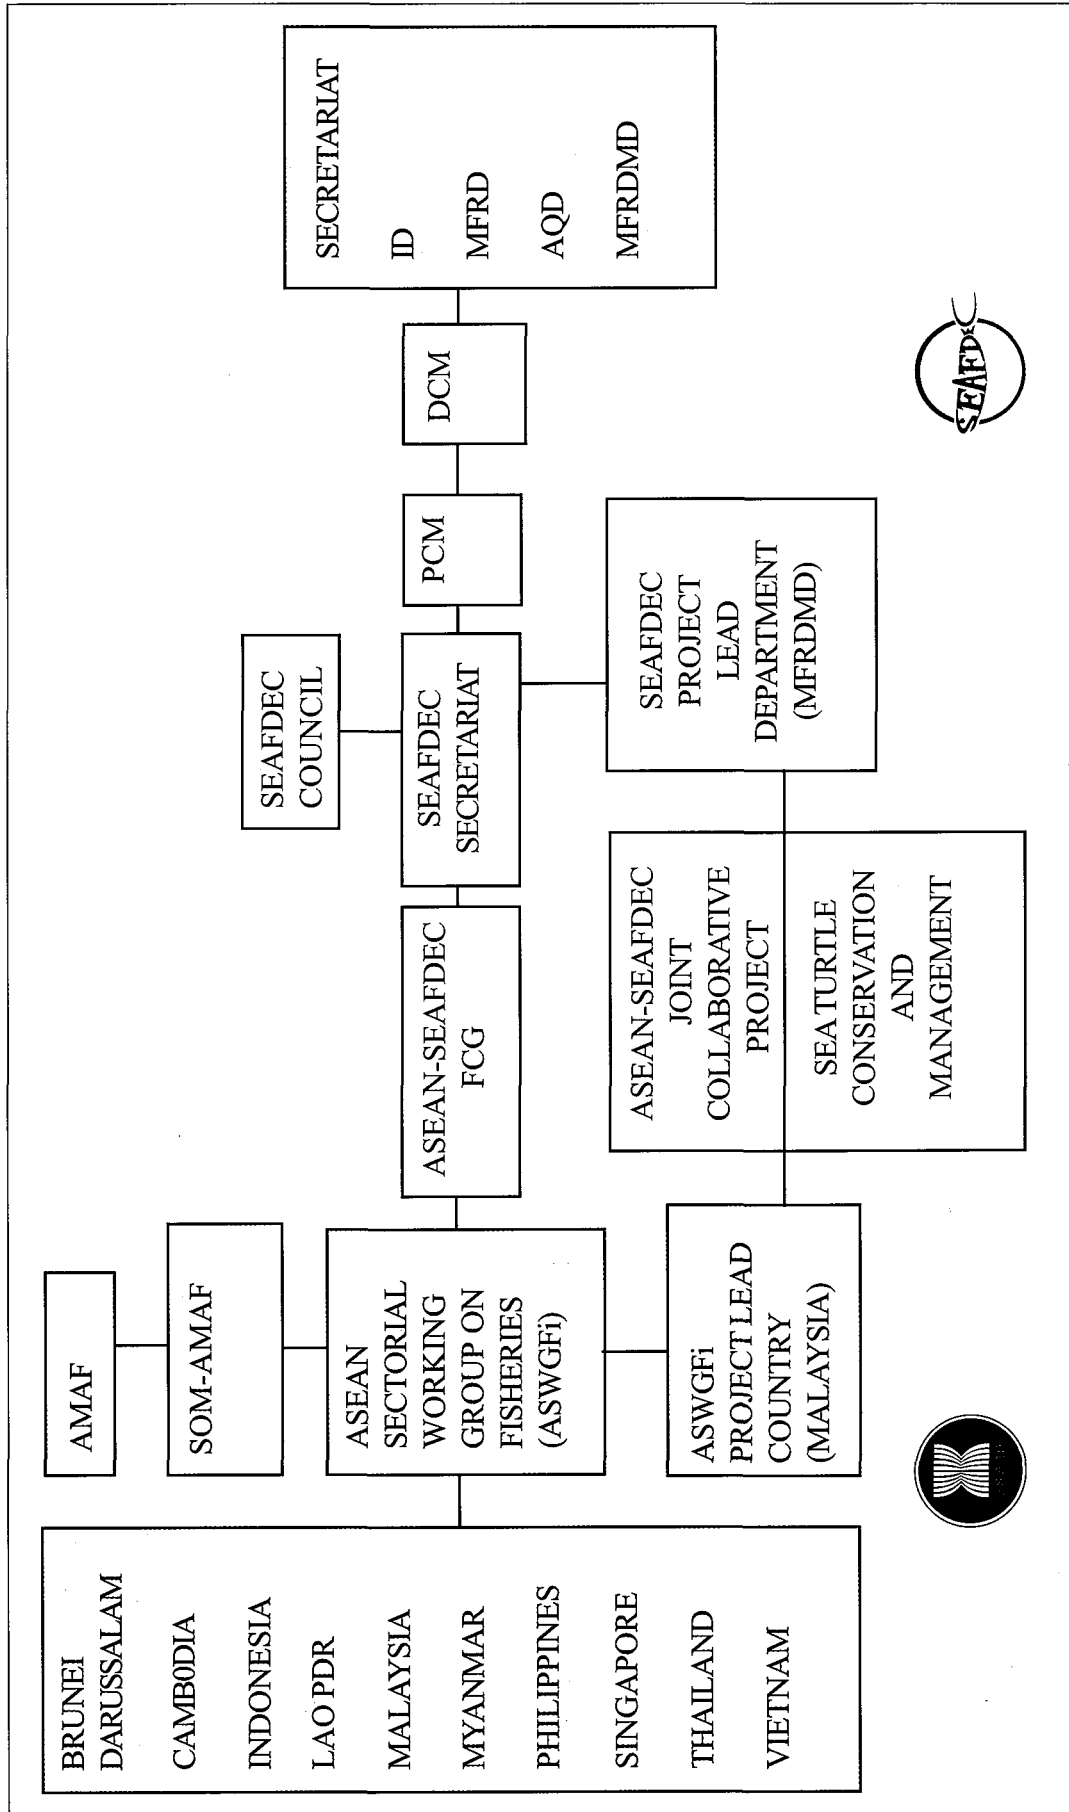 BRUNEI
DARUSSALAM
CAMBODIA
INDONESIA
LAO PDR
MALAYSIA
MYANMAR
PHILIPPINES
SINGAPORE
THAILAND
VIETNAM
AMAF
SOM-AMAF
ASEAN
SECTORIAL
WORKING
GROUP ON
FISHERIES
(ASWGFi)
ASWGFi
PROJECT LEAD
COUNTRY
(MALAYSIA)
ASEAN-SEAFDEC
FCG
ASEAN-SEAFDEC
JOINT
COLLABORATIVE
PROJECT
SEA TURTLE
CONSERVATION
AND
MANAGEMENT
SEAFDEC
COUNCIL
SEAFDEC
SECRETARIAT
SEAFDEC
PROJECT
LEAD
DEPARTMENT
(MFRDMD)
PCM
DCM
SECRETARIAT
ID
MFRD
AQD
MFRDMD
SEAFDEC